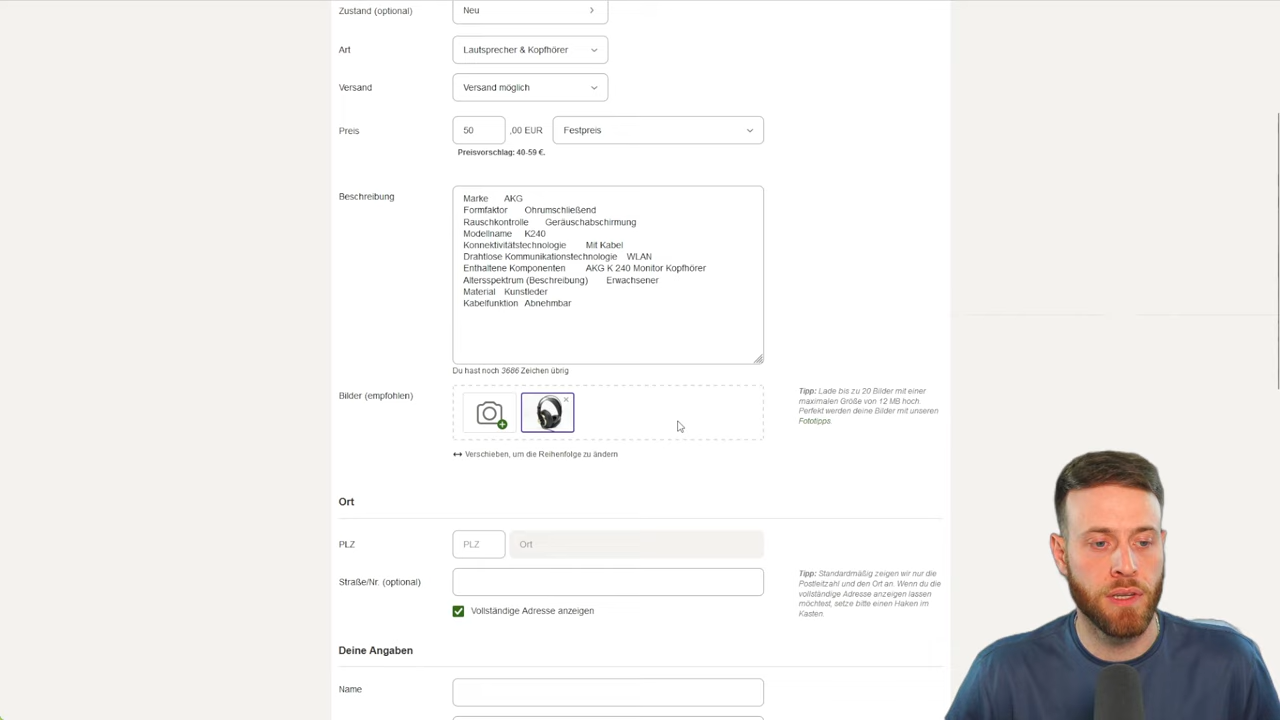 Zustand (optional) Neu
Art Lautsprecher & Kopfhörer
Versand Versand möglich
Preis 50 ,00 EUR Festpreis
Preisvorschlag: 40-59 €.
Beschreibung
Marke AKG
Formfaktor Ohrumschließend
Rauschkontrolle Geräuschabschirmung
Modellname K240
Konnektivitätstechnologie Mit Kabel
Drahtlose Kommunikationstechnologie WLAN
Enthaltene Komponenten AKG K 240 Monitor Kopfhörer
Altersspektrum (Beschreibung) Erwachsener
Material Kunstleder
Kabelfunktion Abnehmbar
Du hast noch 3686 Zeichen übrig
Bilder (empfohlen)
Tipp: Lade bis zu 20 Bilder mit einer
maximalen Größe von 12 MB hoch.
Perfekt werden deine Bilder mit unseren
Fototipps.
Verschieben, um die Reihenfolge zu ändern
Ort
PLZ PLZ Ort
Straße/Nr. (optional)
Tipp: Standardmäßig zeigen wir nur die
Postleitzahl und den Ort an. Wenn du die
vollständige Adresse anzeigen lassen
möchtest, setze bitte einen Haken im
Kasten.
Vollständige Adresse anzeigen
Deine Angaben
Name